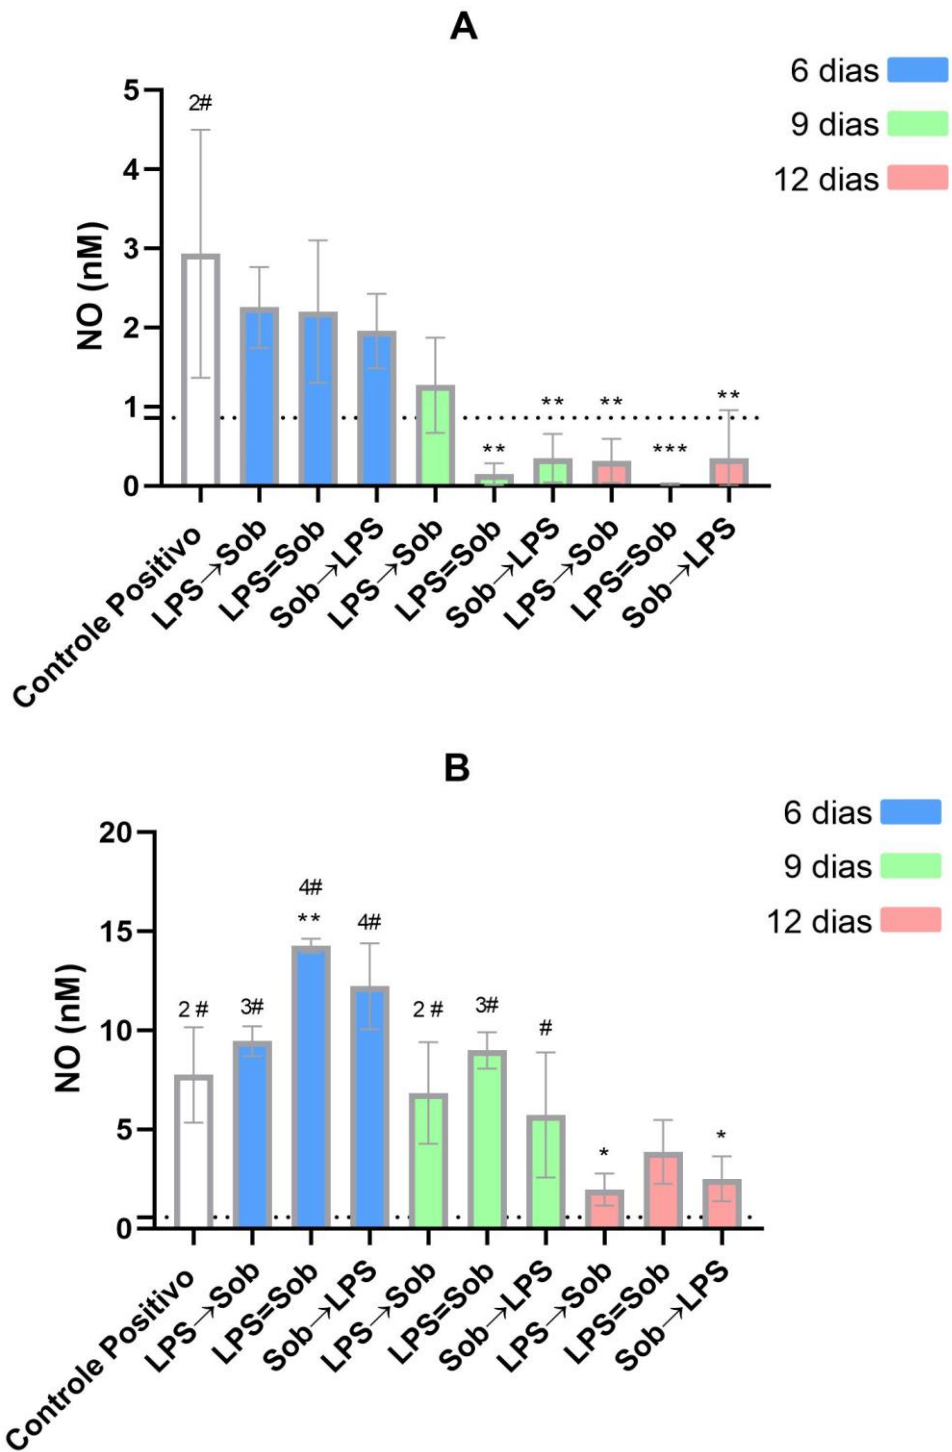 A
6 dias
9 dias
12 dias
NO (nM)
5
4
3
2
1
0
2#
**
**
**
***
**
Controle Positivo
LPS→Sob
LPS=Sob
Sob→LPS
LPS→Sob
LPS=Sob
Sob→LPS
LPS→Sob
LPS=Sob
Sob→LPS
B
6 dias
9 dias
12 dias
NO (nM)
20
15
10
5
0
2 #
3#
4#
**
4#
2 #
3#
#
*
*
Controle Positivo
LPS→Sob
LPS=Sob
Sob→LPS
LPS→Sob
LPS=Sob
Sob→LPS
LPS→Sob
LPS=Sob
Sob→LPS